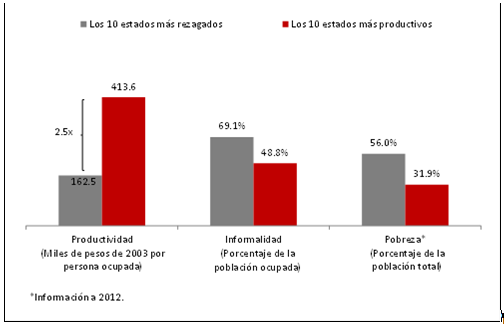 Los 10 estados más rezagados
Los 10 estados más productivos
413.6
2.5x
162.5
69.1%
48.8%
56.0%
31.9%
Productividad
(Miles de pesos de 2003 por
persona ocupada)
Informalidad
(Porcentaje de la
población ocupada)
Pobreza*
(Porcentaje de la
población total)
*Información a 2012.